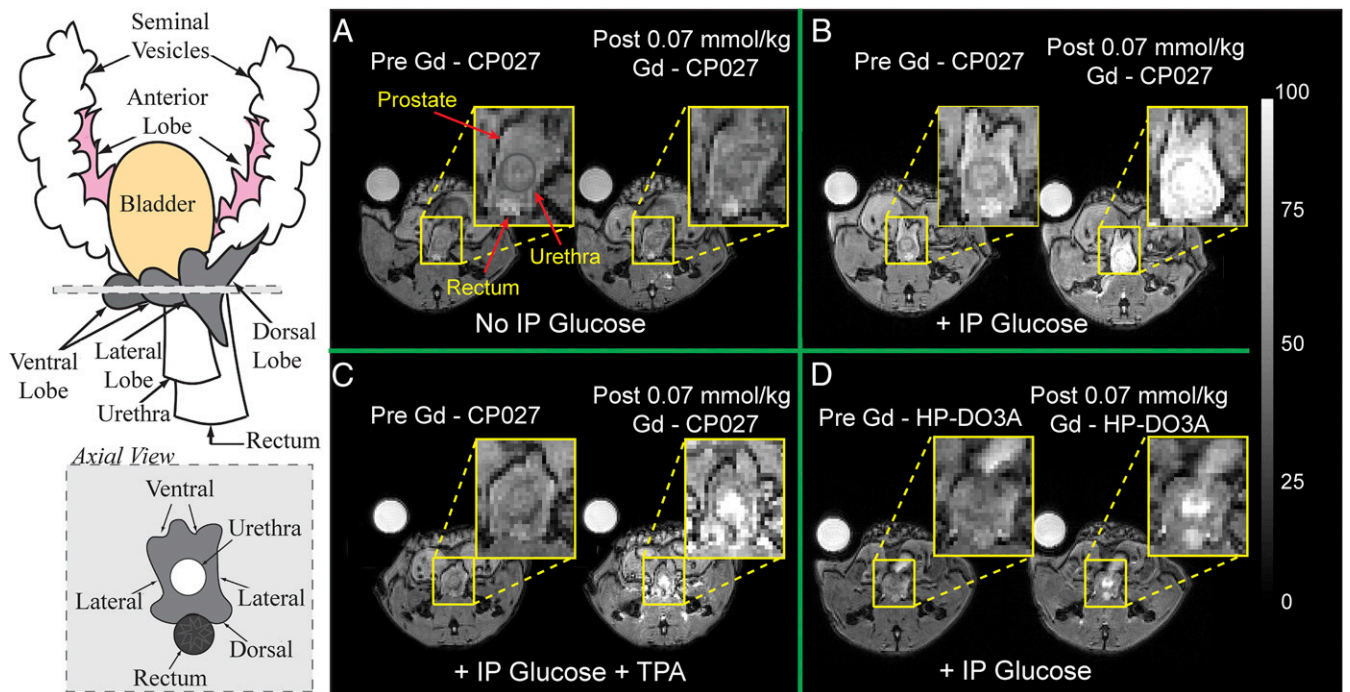 Seminal
Vesicles
Anterior
Lobe
Bladder
Ventral
Lobe
Lateral
Lobe
Urethra
Dorsal
Lobe
Rectum
Axial View
Ventral
Urethra
Lateral
Lateral
Dorsal
Rectum
A
Pre Gd - CP027
Post 0.07 mmol/kg
Gd - CP027
Prostate
Urethra
Rectum
No IP Glucose
B
Pre Gd - CP027
Post 0.07 mmol/kg
Gd - CP027
+ IP Glucose
C
Pre Gd - CP027
Post 0.07 mmol/kg
Gd - CP027
+ IP Glucose + TPA
D
Pre Gd - HP-DO3A
Post 0.07 mmol/kg
Gd - HP-DO3A
+ IP Glucose
100
75
50
25
0